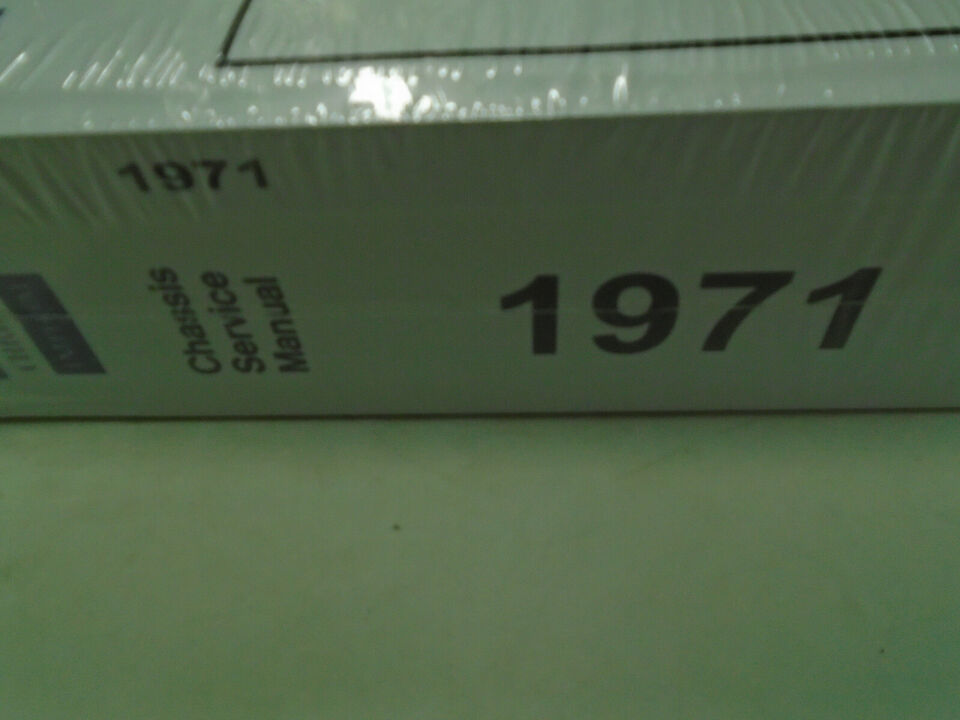 1971
Chassis
Service
Manual
1971